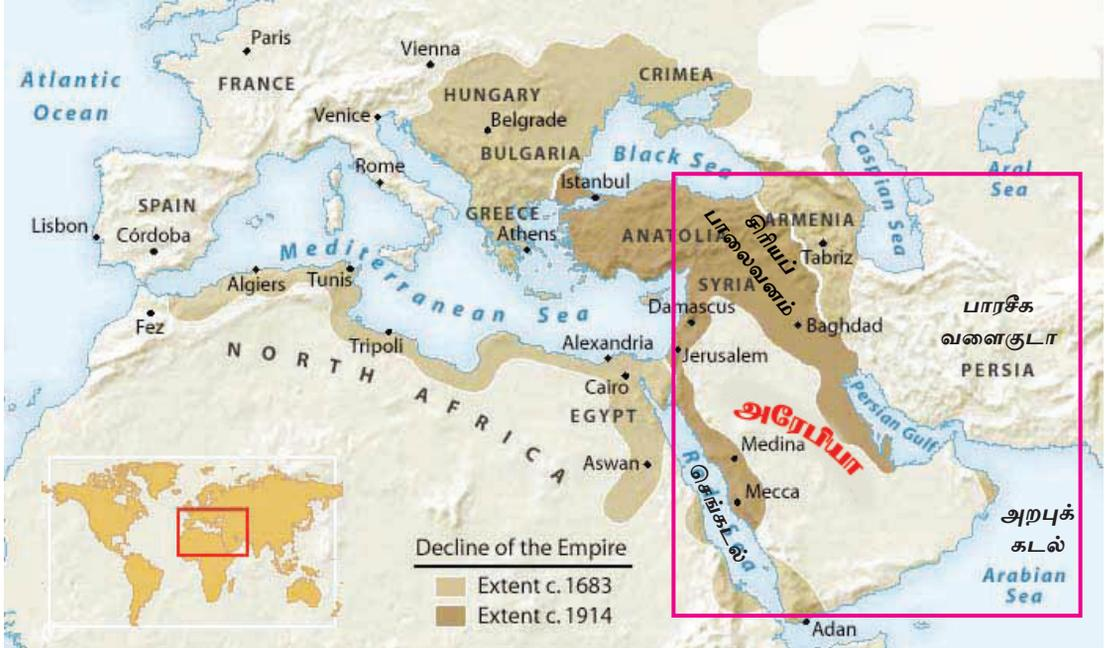 Paris
Vienna
Atlantic
Ocean
FRANCE
CRIMEA
HUNGARY
Venice
Belgrade
BULGARIA
Black Sea
Caspian Sea
Aral
Sea
Rome
Istanbul
SPAIN
Lisbon
Córdoba
GREECE
Athens
ANATOLIA
ARMENIA
Tabriz
சிரியப்
பாலைவனம்
Mediterranean Sea
Algiers
Tunis
SYRIA
Damascus
Baghdad
Fez
Tripoli
Alexandria
Jerusalem
பாரசீக
வளைகுடா
PERSIA
NORTH AFRICA
Cairo
EGYPT
Persian Gulf
அரேபியா
Medina
Aswan
Mecca
Red Sea
செங்கடல்
அறபுக்
கடல்
Arabian
Sea
Decline of the Empire
Extent c. 1683
Extent c. 1914
Adan